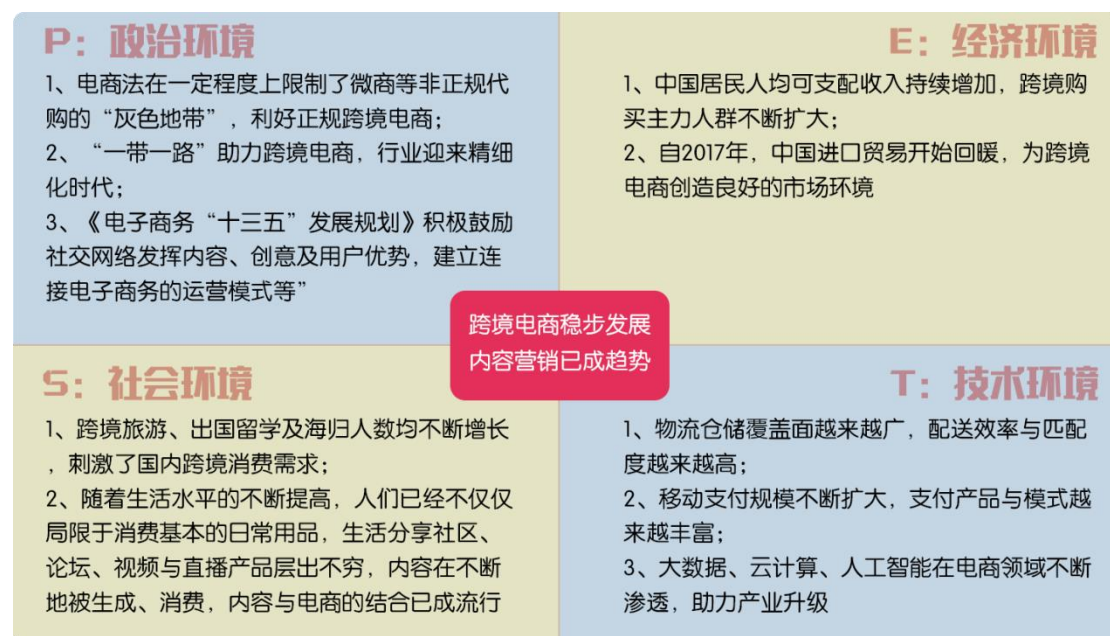 P：政治环境
1、电商法在一定程度上限制了微商等非正规代
购的“灰色地带”，利好正规跨境电商；
2、“一带一路”助力跨境电商，行业迎来精细
化时代；
3、《电子商务“十三五”发展规划》积极鼓励
社交网络发挥内容、创意及用户优势，建立连
接电子商务的运营模式等”
E：经济环境
1、中国居民人均可支配收入持续增加，跨境购
买主力人群不断扩大；
2、自2017年，中国进口贸易开始回暖，为跨境
电商创造良好的市场环境
跨境电商稳步发展
内容营销已成趋势
S：社会环境
1、跨境旅游、出国留学及海归人数均不断增长
，刺激了国内跨境消费需求；
2、随着生活水平的不断提高，人们已经不仅仅
局限于消费基本的日常用品，生活分享社区、
论坛、视频与直播产品层出不穷，内容在不断
地被生成、消费，内容与电商的结合已成流行
T：技术环境
1、物流仓储覆盖面越来越广，配送效率与匹配
度越来越高；
2、移动支付规模不断扩大，支付产品与模式越
来越丰富；
3、大数据、云计算、人工智能在电商领域不断
渗透，助力产业升级